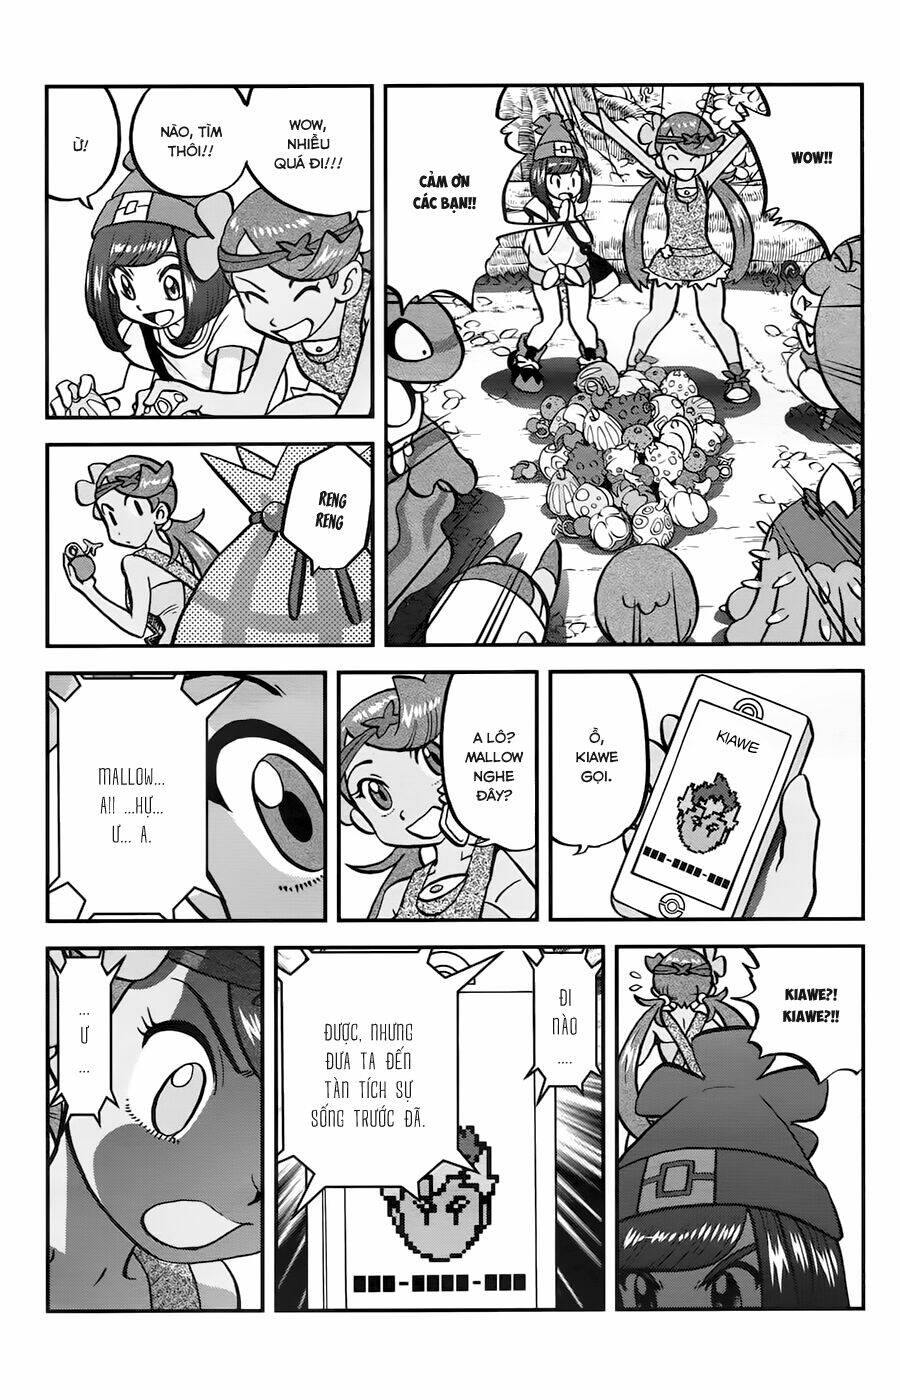 WOW!!
CẢM ƠN
CÁC BẠN!!
WOW,
NHIỀU
QUÁ ĐI!!!
NÀO, TÌM
THÔI!!
Ừ!
RENG
RENG
KIAWE
Ồ,
KIAWE
GỌI.
A LÔ?
MALLOW
NGHE
ĐÂY?
MALLOW...
A!! ...HỰ...
Ư... A.
KIAWE?!
KIAWE?!!
ĐI
NÀO
....
ĐƯỢC, NHƯNG
ĐƯA TA ĐẾN
TÀN TÍCH SỰ
SỐNG TRƯỚC ĐÃ.
...
Ư
...